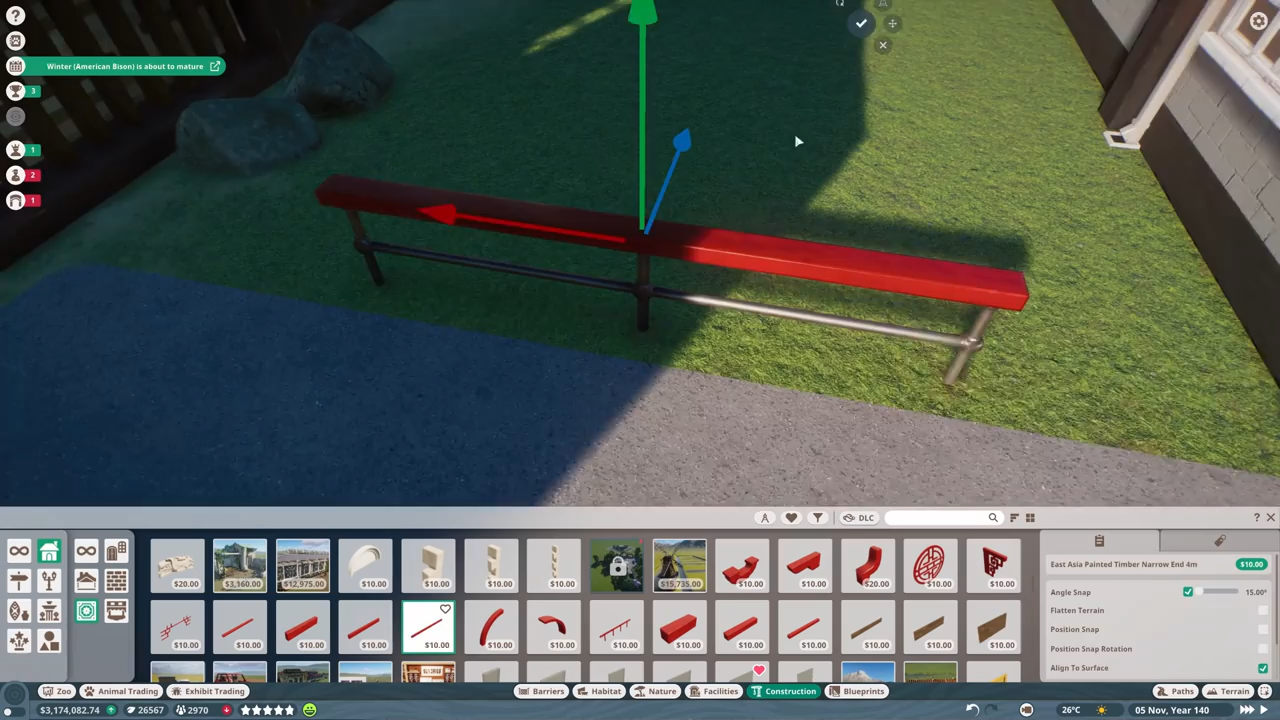 ?
Winter (American Bison) is about to mature
3
1
2
1
DLC
? ×
$20.00 $3,160.00 $12,975.00 $10.00 $10.00 $10.00 $10.00 $15,735.00 $10.00 $10.00 $20.00 $10.00 $10.00
East Asia Painted Timber Narrow End 4m $10.00
Angle Snap 15.00°
Flatten Terrain
Position Snap
Position Snap Rotation
Align To Surface
$10.00 $10.00 $10.00 $10.00 $10.00 $10.00 $10.00 $10.00 $10.00 $10.00 $10.00 $10.00 $10.00 $10.00
Zoo Animal Trading Exhibit Trading Barriers Habitat Nature Facilities Construction Blueprints Paths Terrain
$3,174,082.74 26567 2970 26°C 05 Nov, Year 140